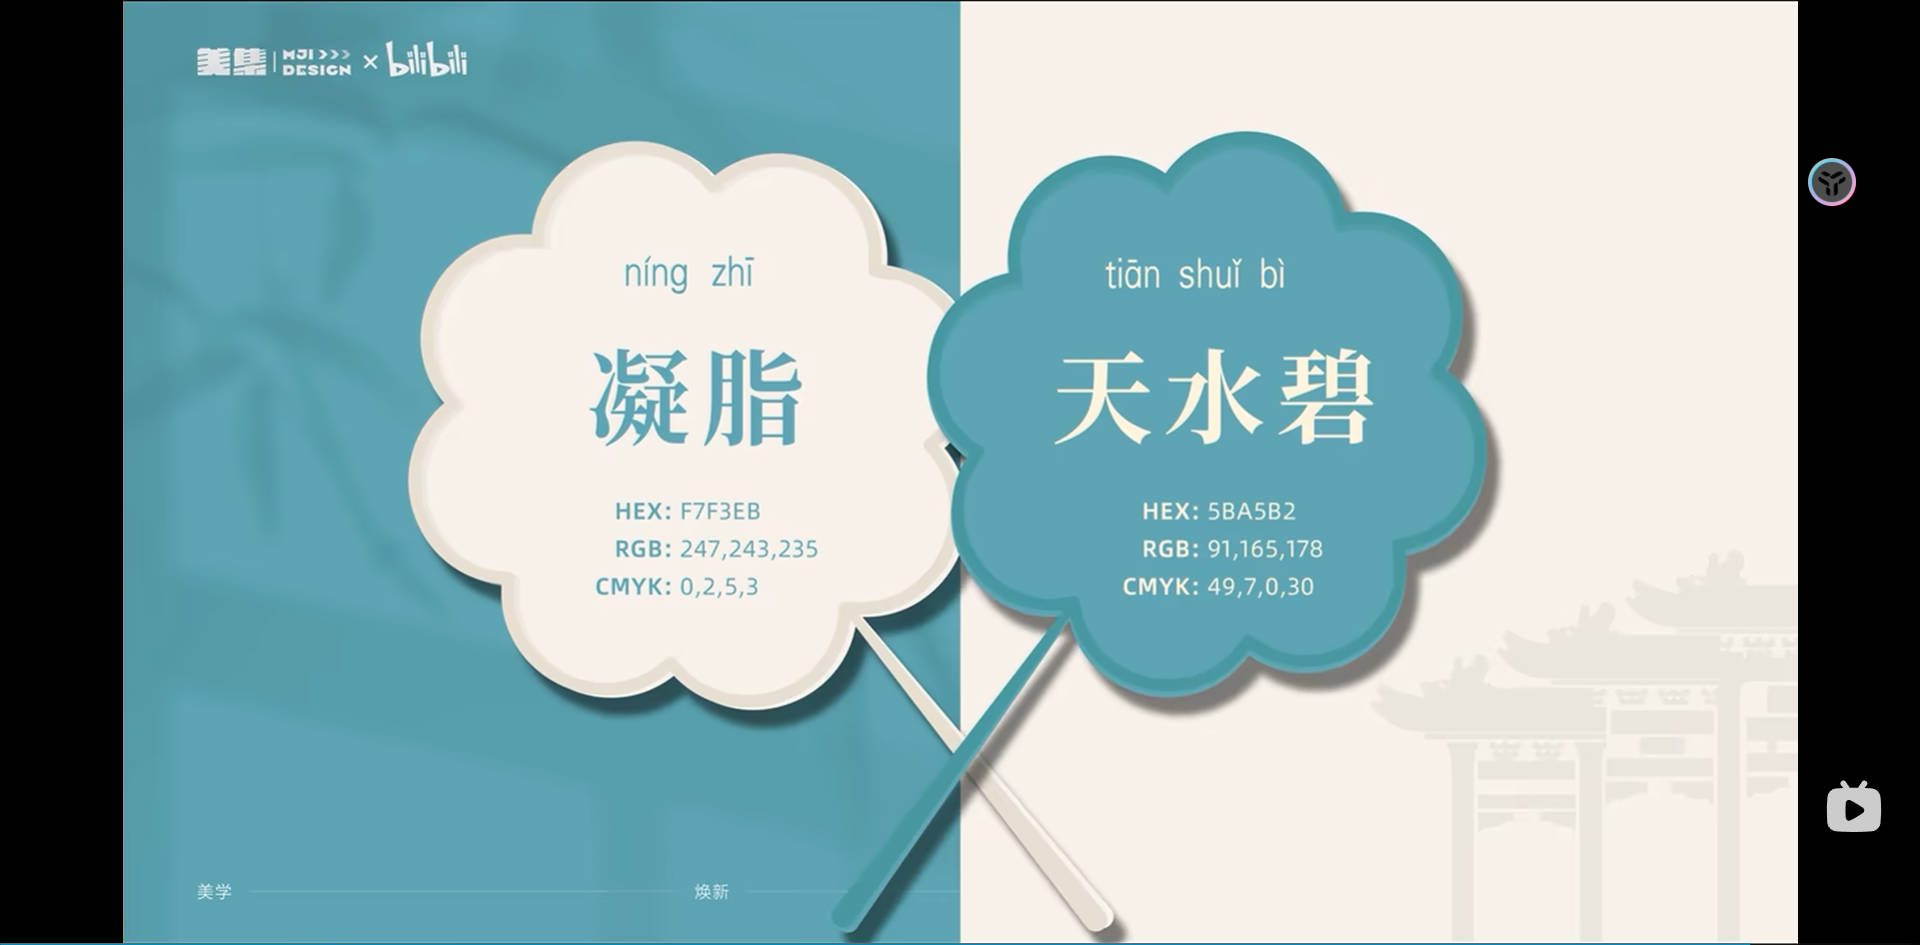 美集 MJI >>> DESIGN × bilibili
níng zhī
凝脂
HEX: F7F3EB
RGB: 247,243,235
CMYK: 0,2,5,3
tiān shuǐ bì
天水碧
HEX: 5BA5B2
RGB: 91,165,178
CMYK: 49,7,0,30
美学
焕新